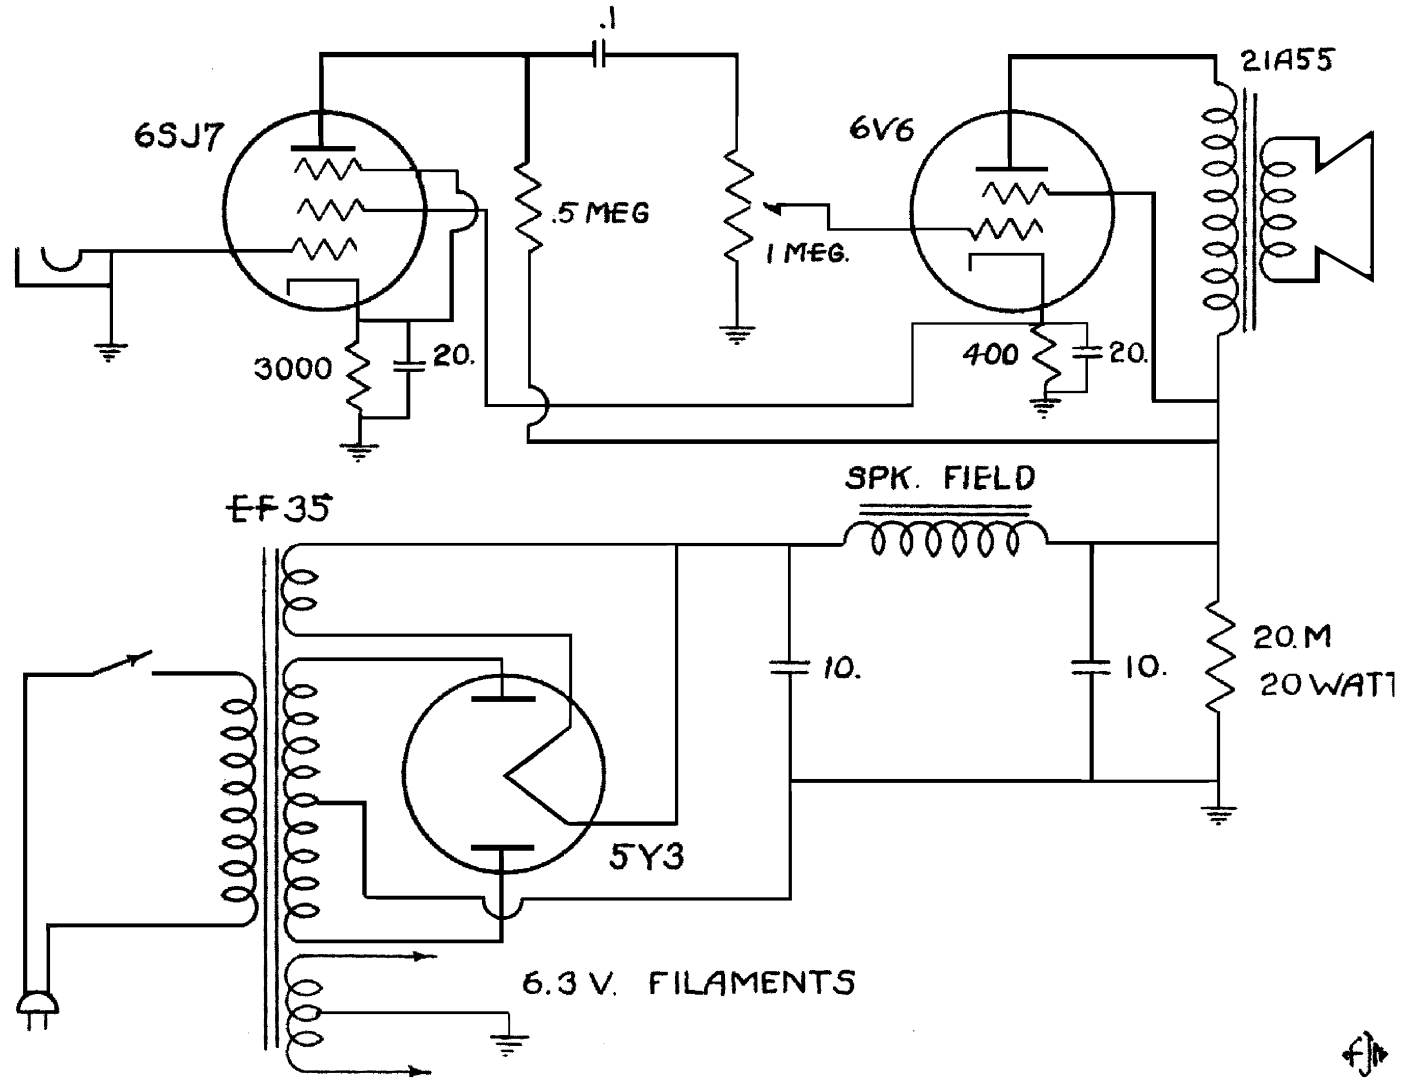 .1
21A55
6SJ7
6V6
.5 MEG
1 MEG.
3000
20.
400
20.
SPK. FIELD
EF35
10.
10.
20.M
20 WATT
5Y3
6.3 V. FILAMENTS